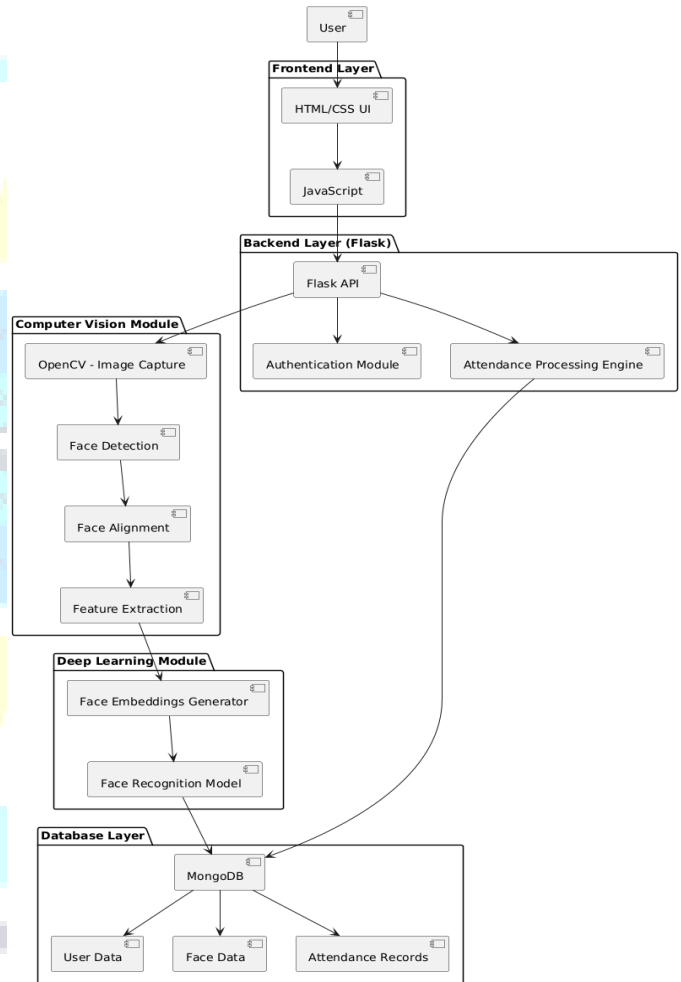 User
Frontend Layer
HTML/CSS UI
JavaScript
Backend Layer (Flask)
Flask API
Computer Vision Module
OpenCV - Image Capture
Authentication Module
Attendance Processing Engine
Face Detection
Face Alignment
Feature Extraction
Deep Learning Module
Face Embeddings Generator
Face Recognition Model
Database Layer
MongoDB
User Data
Face Data
Attendance Records